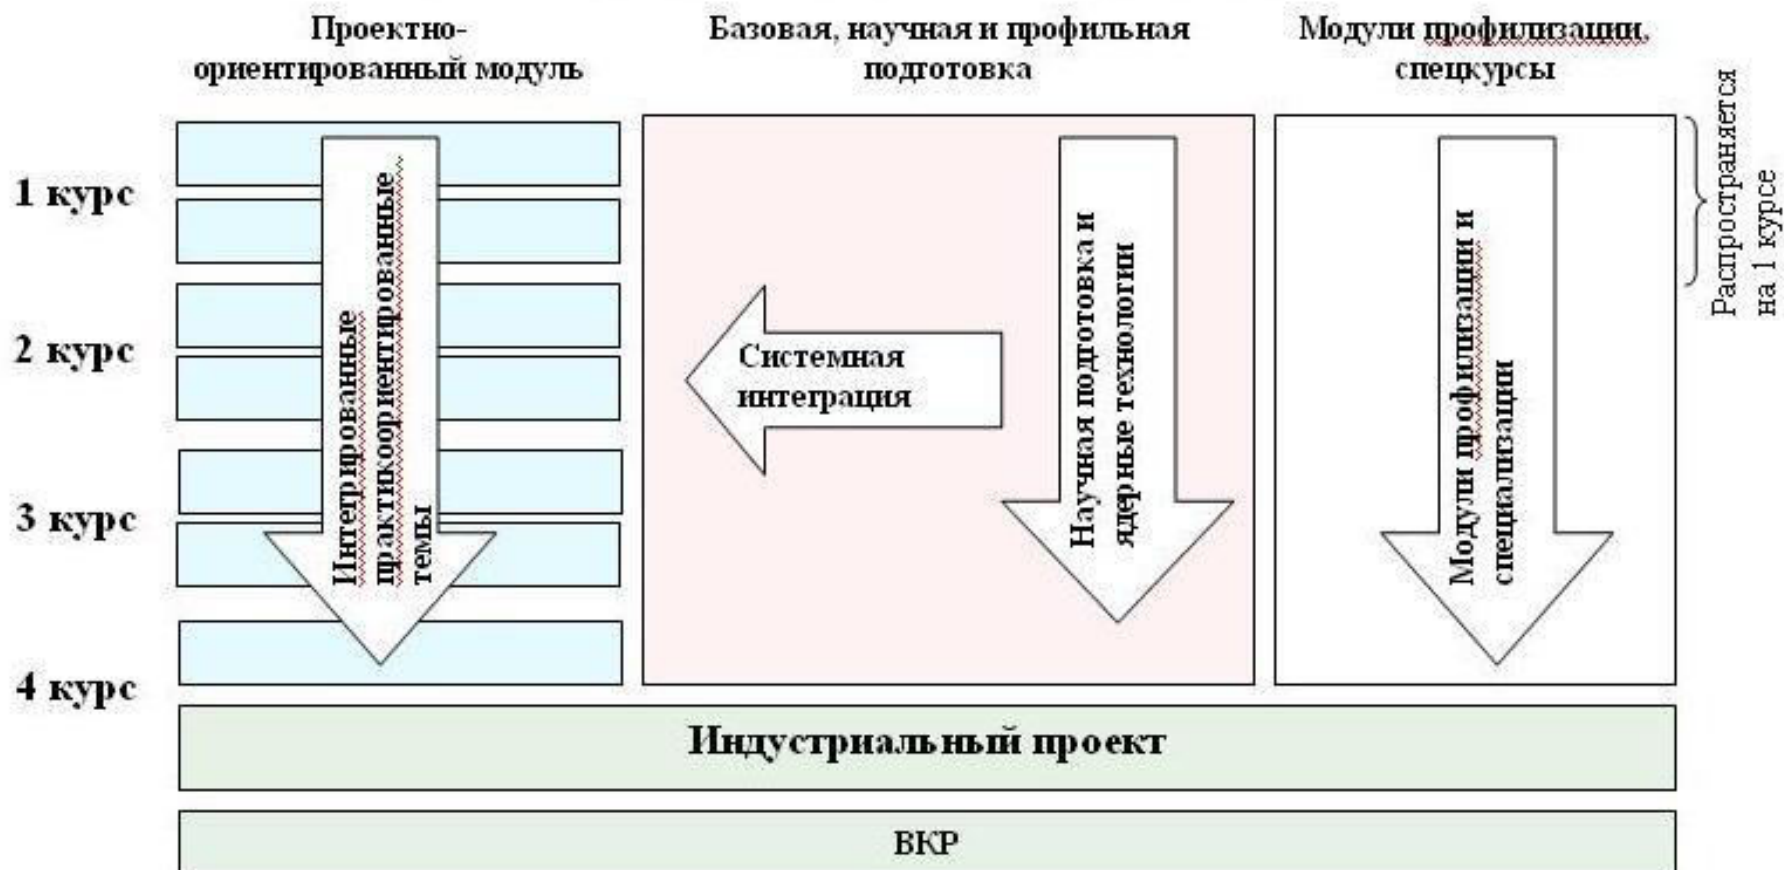 Проектно-
ориентированный модуль
Базовая, научная и профильная
подготовка
Модули профилизации,
спецкурсы
Распространяется
на 1 курсе
1 курс
2 курс
3 курс
4 курс
Интегрированные
практикоориентированные
темы
Системная
интеграция
Научная подготовка и
ядерные технологии
Модули профилизации и
специализации
Индустриальный проект
ВКР